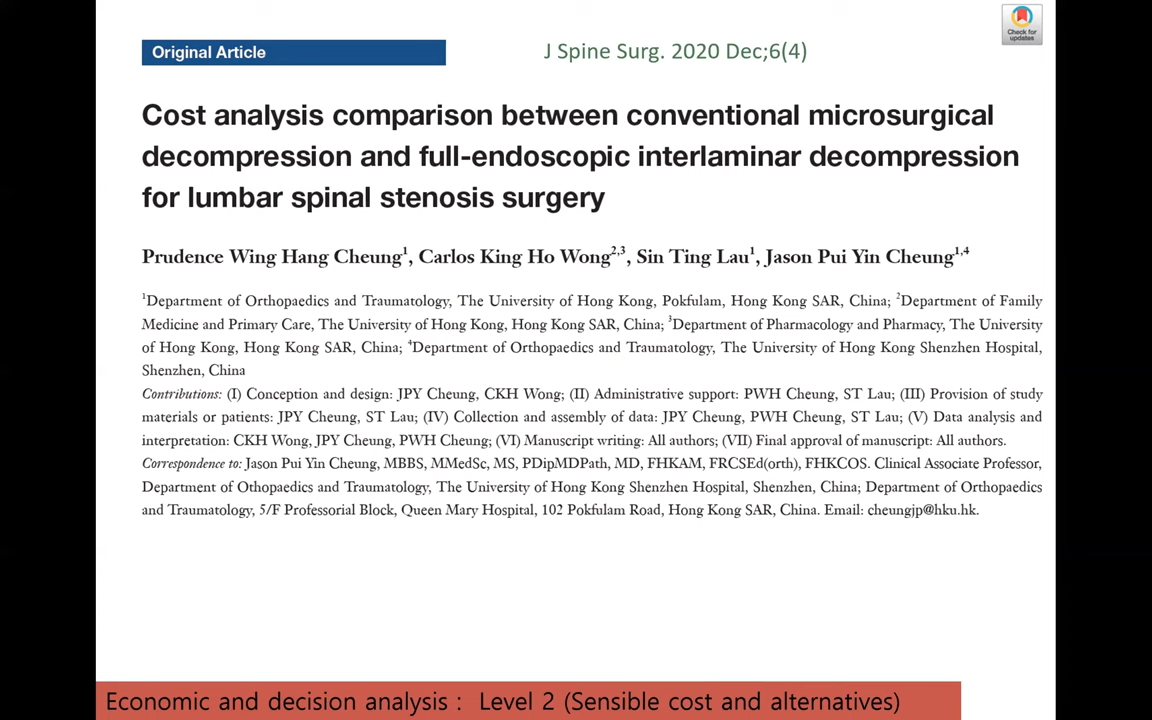 Check for
updates
Original Article
J Spine Surg. 2020 Dec;6(4)
Cost analysis comparison between conventional microsurgical
decompression and full-endoscopic interlaminar decompression
for lumbar spinal stenosis surgery
Prudence Wing Hang Cheung1, Carlos King Ho Wong2,3, Sin Ting Lau1, Jason Pui Yin Cheung1,4
1Department of Orthopaedics and Traumatology, The University of Hong Kong, Pokfulam, Hong Kong SAR, China; 2Department of Family
Medicine and Primary Care, The University of Hong Kong, Hong Kong SAR, China; 3Department of Pharmacology and Pharmacy, The University
of Hong Kong, Hong Kong SAR, China; 4Department of Orthopaedics and Traumatology, The University of Hong Kong Shenzhen Hospital,
Shenzhen, China
Contributions: (I) Conception and design: JPY Cheung, CKH Wong; (II) Administrative support: PWH Cheung, ST Lau; (III) Provision of study
materials or patients: JPY Cheung, ST Lau; (IV) Collection and assembly of data: JPY Cheung, PWH Cheung, ST Lau; (V) Data analysis and
interpretation: CKH Wong, JPY Cheung, PWH Cheung; (VI) Manuscript writing: All authors; (VII) Final approval of manuscript: All authors.
Correspondence to: Jason Pui Yin Cheung, MBBS, MMedSc, MS, PDipMDPath, MD, FHKAM, FRCSEd(orth), FHKCOS. Clinical Associate Professor,
Department of Othopaedics and Traumatology, The University of Hong Kong Shenzhen Hospital, Shenzhen, China; Department of Orthopaedics
and Traumatology, 5/F Professorial Block, Queen Mary Hospital, 102 Pokfulam Road, Hong Kong SAR, China. Email: cheungjp@hku.hk.
Economic and decision analysis : Level 2 (Sensible cost and alternatives)